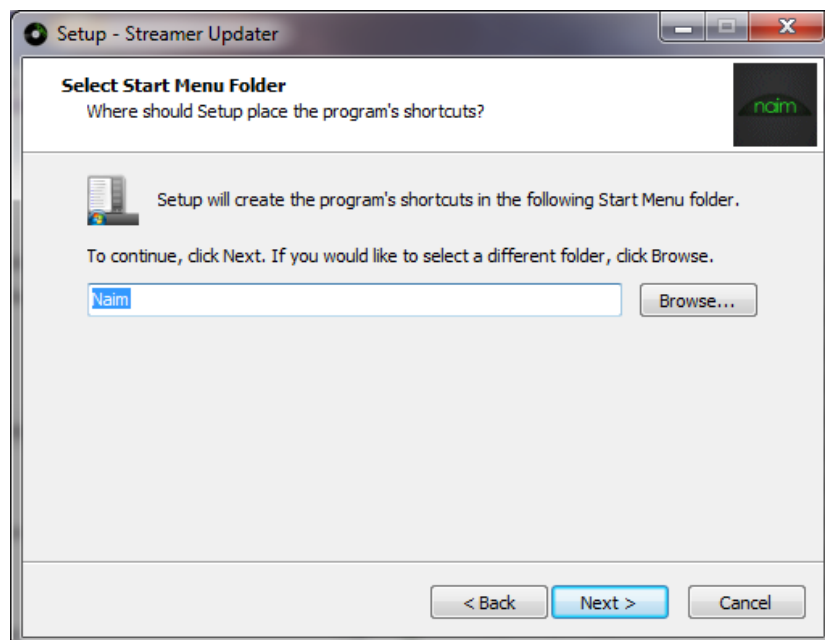 Setup - Streamer Updater
Select Start Menu Folder
Where should Setup place the program's shortcuts?
naim
Setup will create the program's shortcuts in the following Start Menu folder.
To continue, click Next. If you would like to select a different folder, click Browse.
Naim
Browse...
< Back
Next >
Cancel